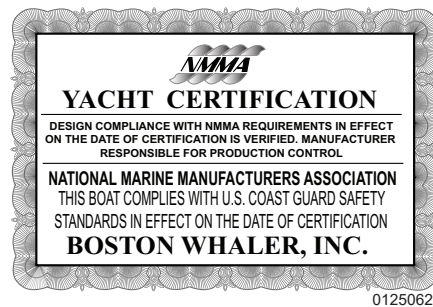 NMMA
YACHT CERTIFICATION
DESIGN COMPLIANCE WITH NMMA REQUIREMENTS IN EFFECT
ON THE DATE OF CERTIFICATION IS VERIFIED. MANUFACTURER
RESPONSIBLE FOR PRODUCTION CONTROL
NATIONAL MARINE MANUFACTURERS ASSOCIATION
THIS BOAT COMPLIES WITH U.S. COAST GUARD SAFETY
STANDARDS IN EFFECT ON THE DATE OF CERTIFICATION
BOSTON WHALER, INC.
0125062